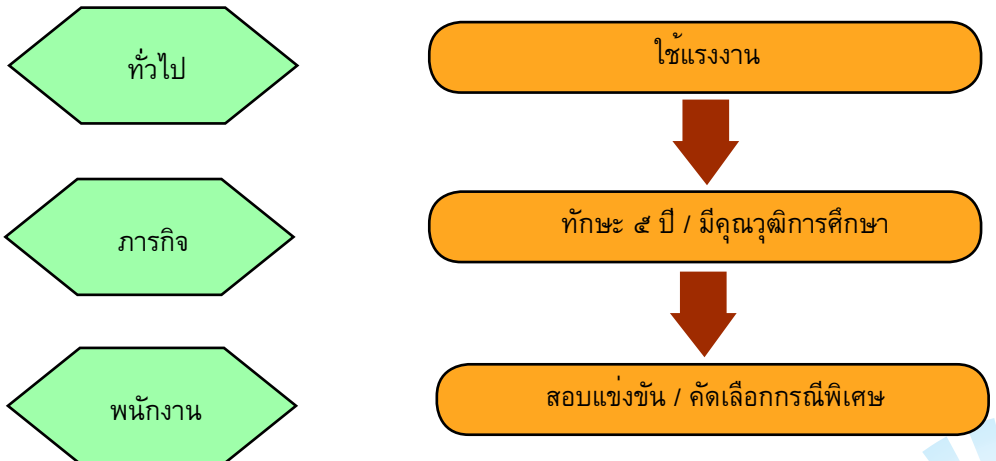 ทั่วไป
ใช้แรงงาน
ภารกิจ
ทักษะ ๕ ปี / มีคุณวุฒิการศึกษา
พนักงาน
สอบแข่งขัน / คัดเลือกกรณีพิเศษ